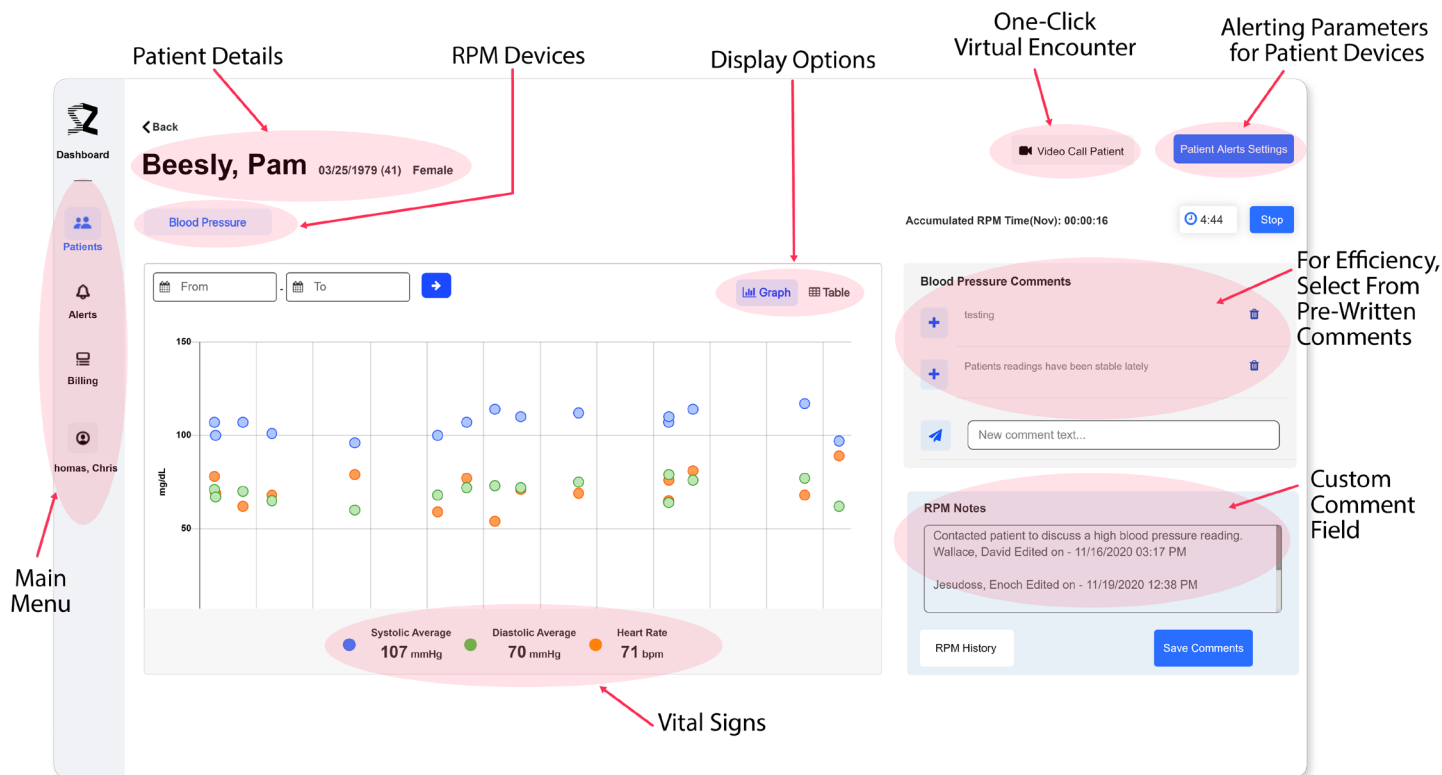 Patient Details
RPM Devices
Display Options
One-Click
Virtual Encounter
Alerting Parameters
for Patient Devices
Dashboard
Patients
Alerts
Billing
homas, Chris
Main
Menu
Back
Beesly, Pam 03/25/1979 (41) Female
Video Call Patient
Patient Alerts Settings
Blood Pressure
Accumulated RPM Time(Nov): 00:00:16
4:44
Stop
From - To
Graph
Table
150
100
50
mg/dL
Systolic Average
107 mmHg
Diastolic Average
70 mmHg
Heart Rate
71 bpm
Vital Signs
Blood Pressure Comments
testing
Patients readings have been stable lately
New comment text...
For Efficiency,
Select From
Pre-Written
Comments
RPM Notes
Contacted patient to discuss a high blood pressure reading.
Wallace, David Edited on - 11/16/2020 03:17 PM
Jesudoss, Enoch Edited on - 11/19/2020 12:38 PM
RPM History
Save Comments
Custom
Comment
Field